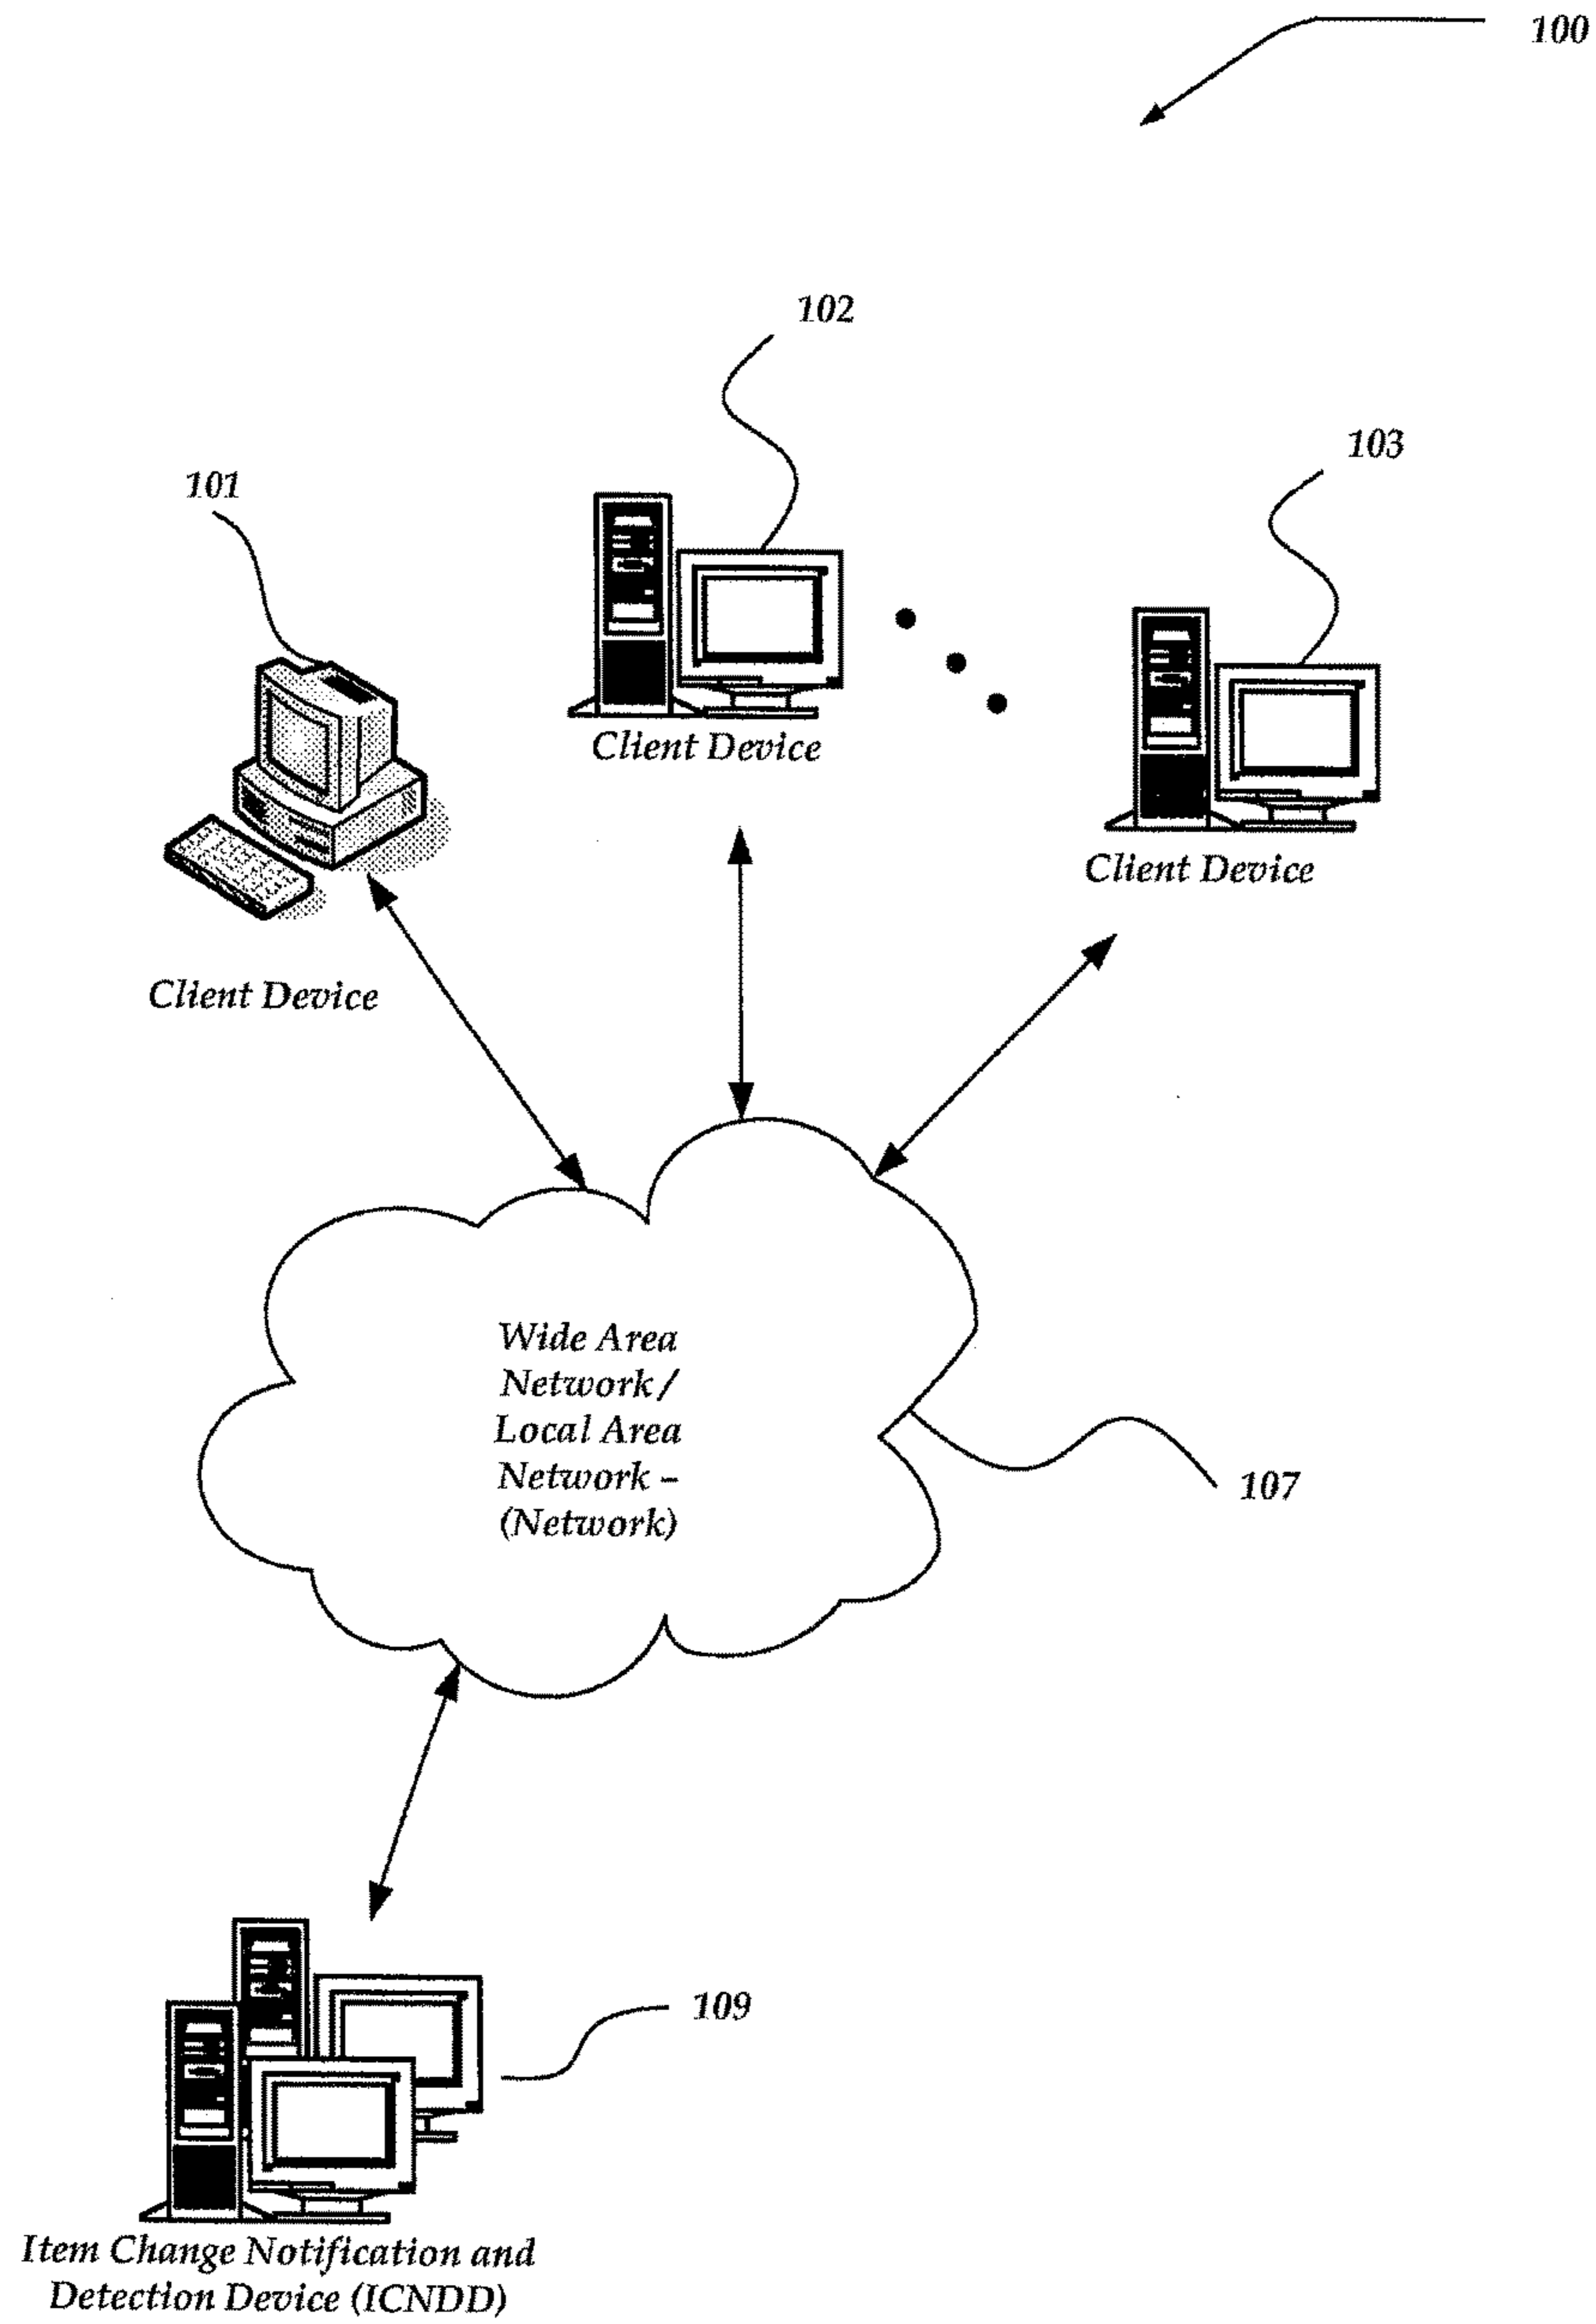 100
102
103
101
Client Device
Client Device
Client Device
Wide Area
Network /
Local Area
Network –
(Network)
107
109
Item Change Notification and
Detection Device (ICNDD)